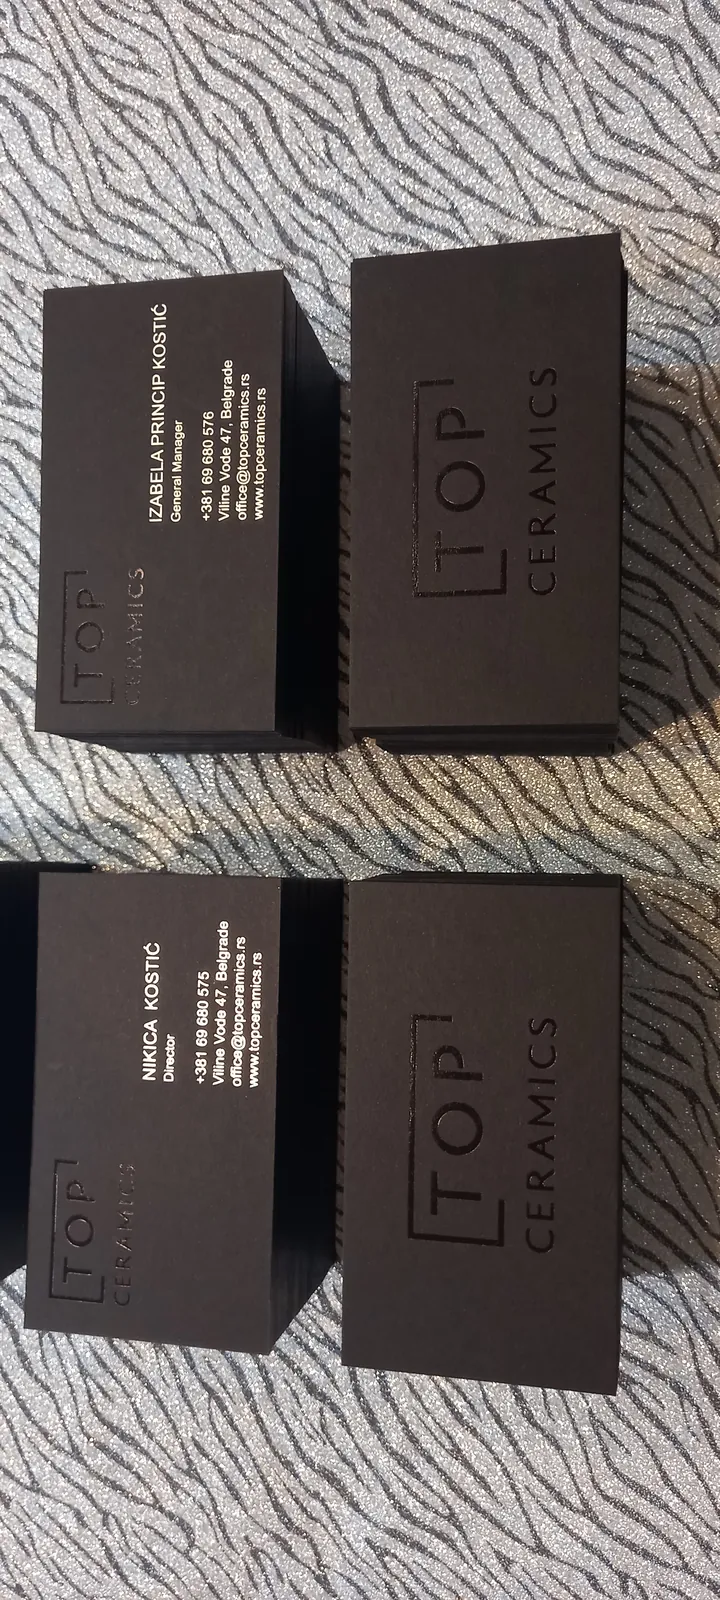 TOP
CERAMICS
NIKICA KOSTIĆ
Director
+381 69 680 575
Viline Vode 47, Belgrade
office@topceramics.rs
www.topceramics.rs
TOP
CERAMICS
IZABELA PRINCIP KOSTIĆ
General Manager
+381 69 680 576
Viline Vode 47, Belgrade
office@topceramics.rs
www.topceramics.rs
TOP
CERAMICS
TOP
CERAMICS